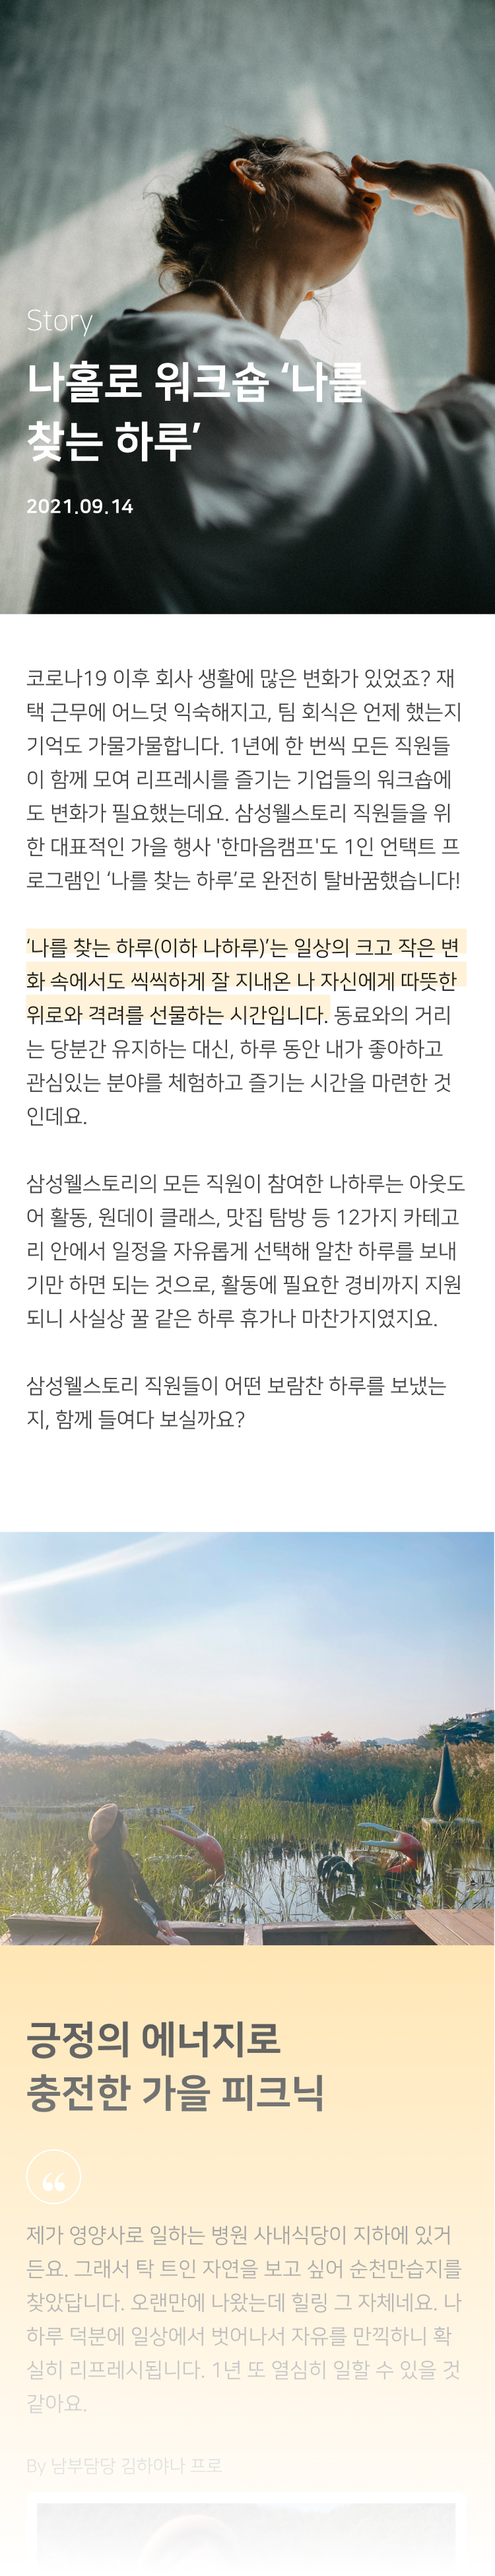 Story
나홀로 워크숍 ‘나를
찾는 하루’
2021.09.14
코로나19 이후 회사 생활에 많은 변화가 있었죠? 재
택 근무에 어느덧 익숙해지고, 팀 회식은 언제 했는지
기억도 가물가물합니다. 1년에 한 번씩 모든 직원들
이 함께 모여 리프레시를 즐기는 기업들의 워크숍에
도 변화가 필요했는데요. 삼성웰스토리 직원들을 위
한 대표적인 가을 행사 '한마음캠프'도 1인 언택트 프
로그램인 ‘나를 찾는 하루’로 완전히 탈바꿈했습니다!
‘나를 찾는 하루(이하 나하루)’는 일상의 크고 작은 변
화 속에서도 씩씩하게 잘 지내온 나 자신에게 따뜻한
위로와 격려를 선물하는 시간입니다. 동료와의 거리
는 당분간 유지하는 대신, 하루 동안 내가 좋아하고
관심있는 분야를 체험하고 즐기는 시간을 마련한 것
인데요.
삼성웰스토리의 모든 직원이 참여한 나하루는 아웃도
어 활동, 원데이 클래스, 맛집 탐방 등 12가지 카테고
리 안에서 일정을 자유롭게 선택해 알찬 하루를 보내
기만 하면 되는 것으로, 활동에 필요한 경비까지 지원
되니 사실상 꿀 같은 하루 휴가나 마찬가지였지요.
삼성웰스토리 직원들이 어떤 보람찬 하루를 보냈는
지, 함께 들여다 보실까요?
긍정의 에너지로
충전한 가을 피크닉
“
제가 영양사로 일하는 병원 사내식당이 지하에 있거
든요. 그래서 탁 트인 자연을 보고 싶어 순천만습지를
찾았답니다. 오랜만에 나왔는데 힐링 그 자체네요. 나
하루 덕분에 일상에서 벗어나서 자유를 만끽하니 확
실히 리프레시됩니다. 1년 또 열심히 일할 수 있을 것
같아요.
By 남부담당 김하야나 프로